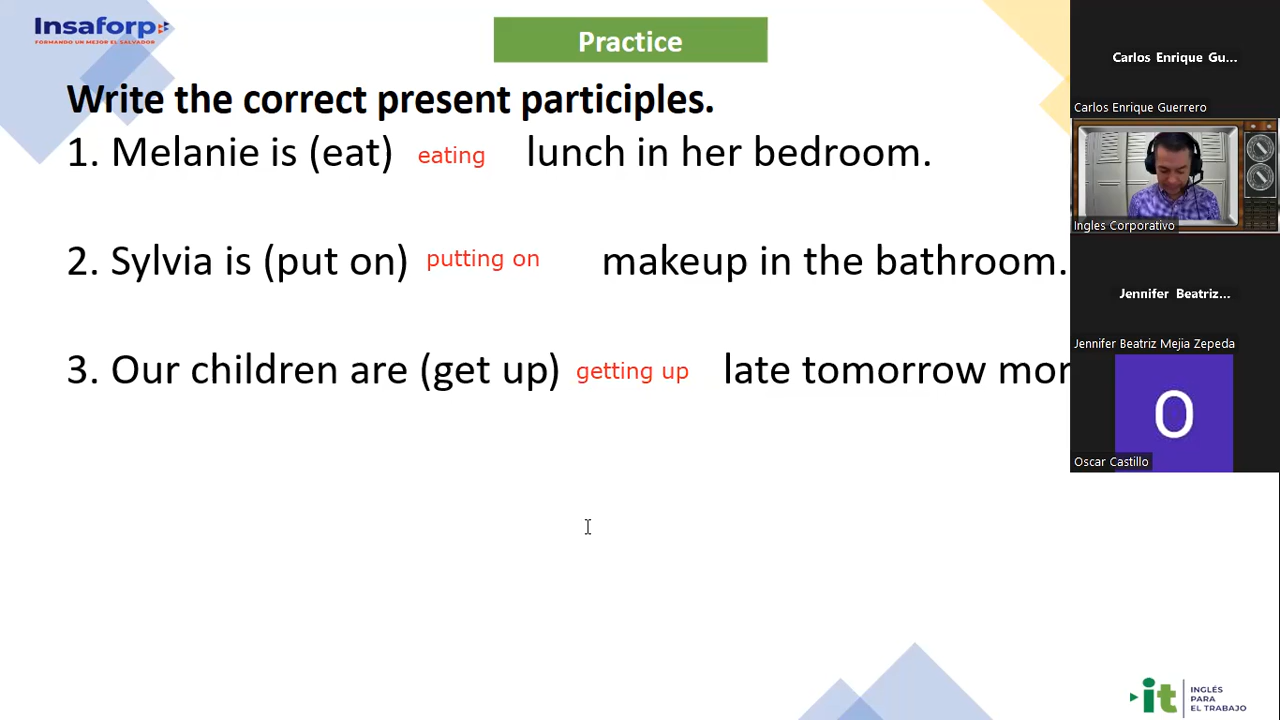 Insaforp
FORMANDO UN MEJOR EL SALVADOR
Practice
Write the correct present participles.
1. Melanie is (eat) eating lunch in her bedroom.
2. Sylvia is (put on) putting on makeup in the bathroom.
3. Our children are (get up) getting up late tomorrow mor
Carlos Enrique Gu...
Carlos Enrique Guerrero
Ingles Corporativo
Jennifer Beatriz...
Jennifer Beatriz Mejia Zepeda
O
Oscar Castillo
it
INGLÉS
PARA
EL TRABAJO